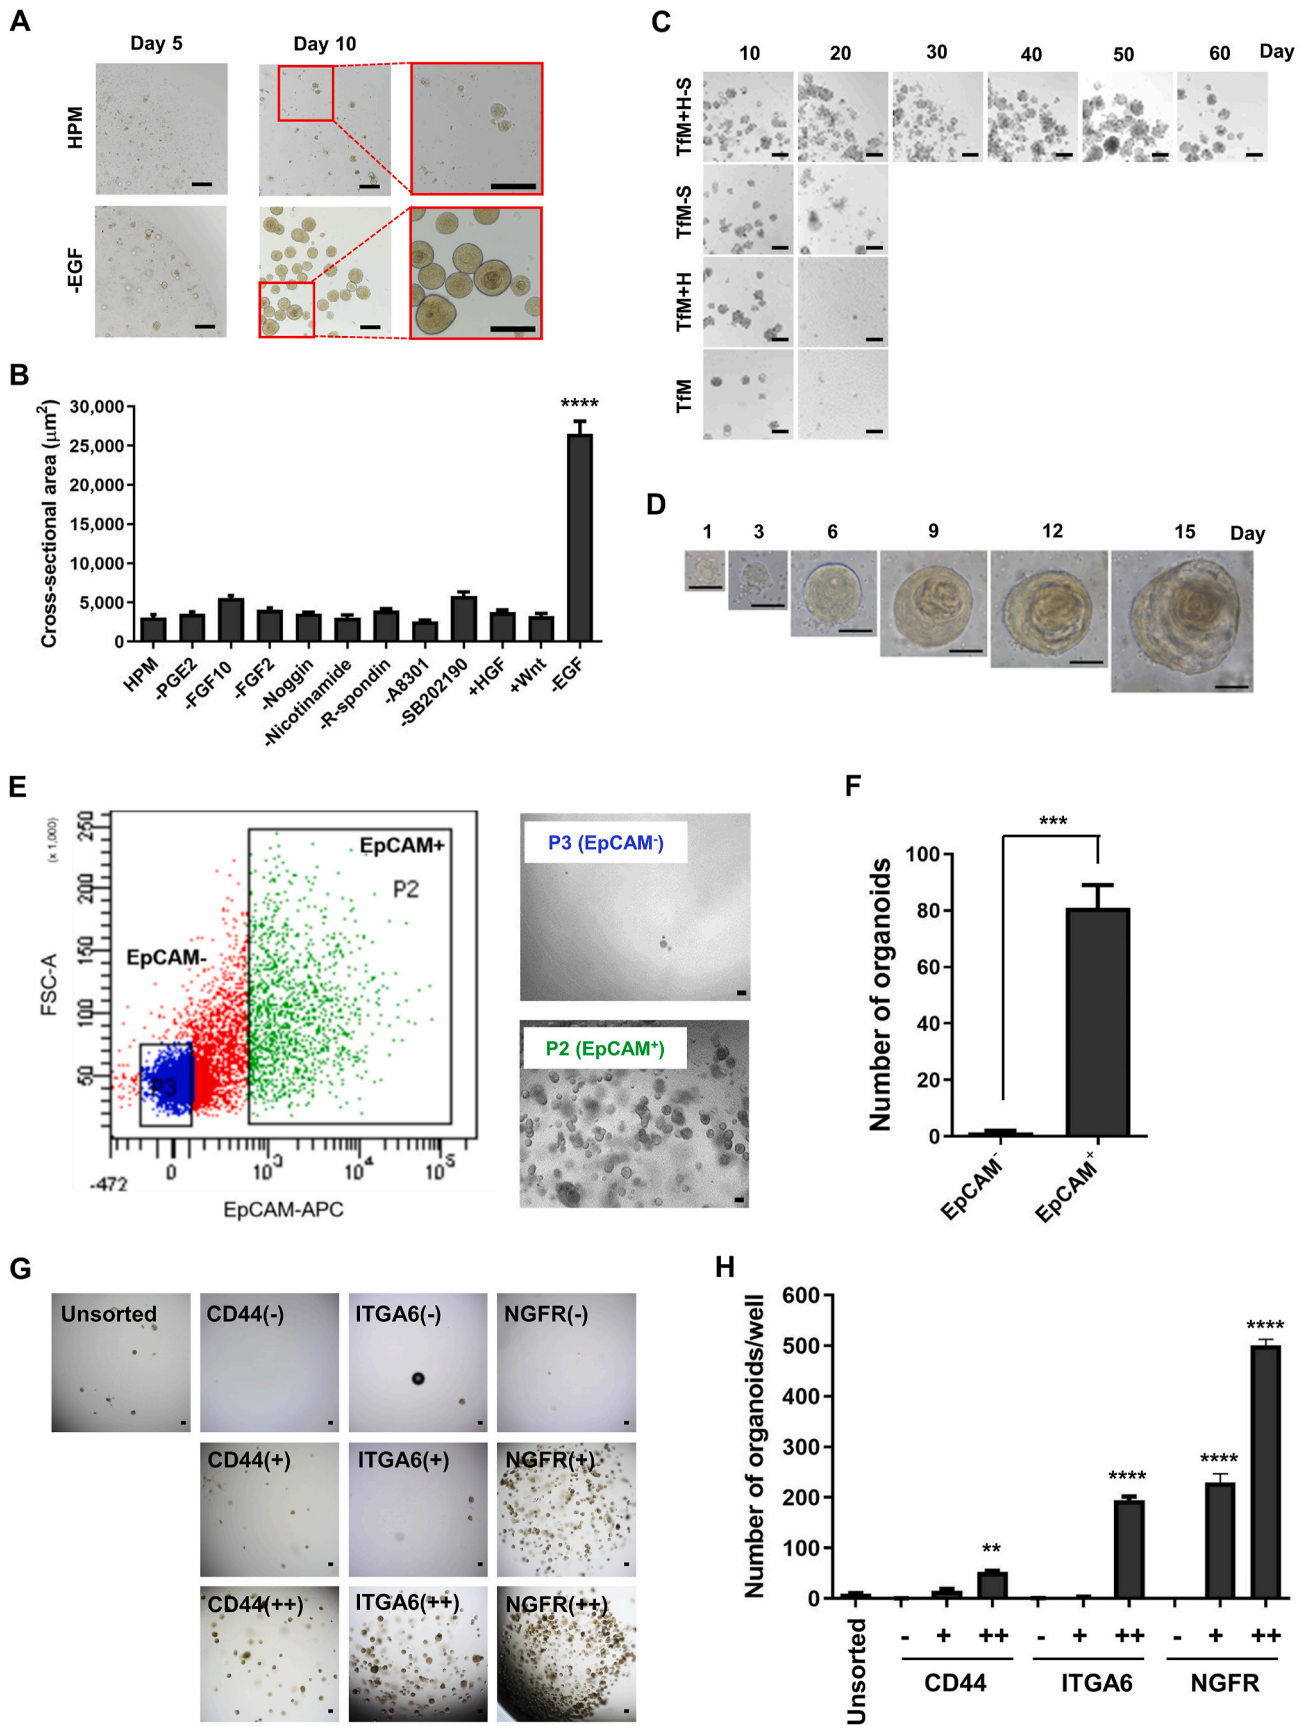 A
Day 5
Day 10
HPM
-EGF
B
Cross-sectional area (μm²)
30,000
25,000
20,000
15,000
10,000
5,000
0
****
HPM
-PGE2
-FGF10
-FGF2
-Noggin
-Nicotinamide
-R-spondin
-A8301
-SB202190
+HGF
+Wnt
-EGF
C
10 20 30 40 50 60 Day
TfM+H-S
TfM-S
TfM+H
TfM
D
1 3 6 9 12 15 Day
E
(x 1,000)
FSC-A
250
200
150
100
50
EpCAM+
P2
EpCAM-
P3
-472
0 10³ 10⁴ 10⁵
EpCAM-APC
P3 (EpCAM⁻)
P2 (EpCAM⁺)
F
Number of organoids
100
80
60
40
20
0
***
EpCAM⁻
EpCAM⁺
G
Unsorted CD44(-) ITGA6(-) NGFR(-)
CD44(+) ITGA6(+) NGFR(+)
CD44(++) ITGA6(++) NGFR(++)
H
Number of organoids/well
600
500
400
300
200
100
0
**
****
****
****
Unsorted
- + ++ - + ++ - + ++
CD44 ITGA6 NGFR